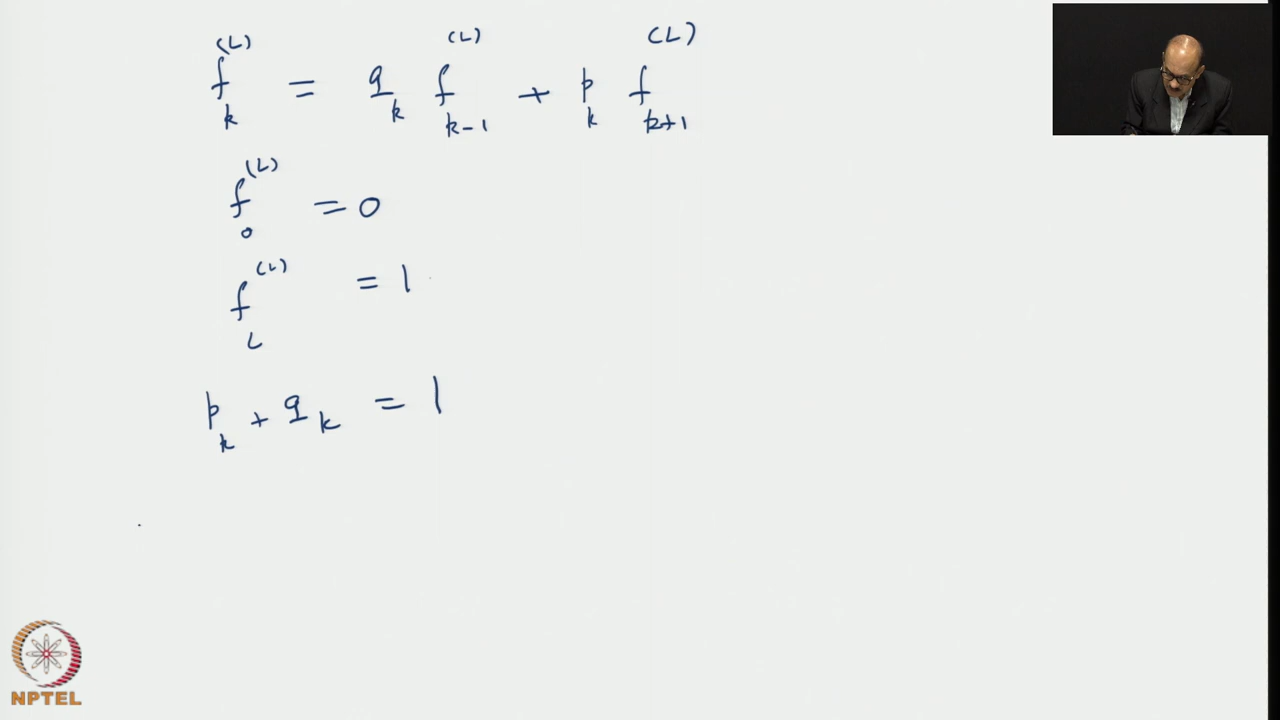 f_k^{(L)} = q_k f_{k-1}^{(L)} + p_k f_{k+1}^{(L)}
f_0^{(L)} = 0
f_L^{(L)} = 1
p_k + q_k = 1
NPTEL